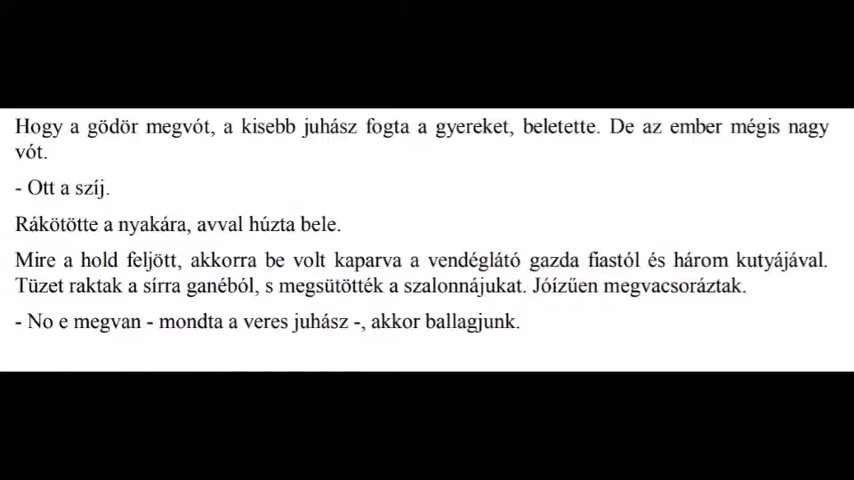 Hogy a gödör megvót, a kisebb juhász fogta a gyereket, beletette. De az ember mégis nagy
vót.
- Ott a szíj.
Rákötötte a nyakára, avval húzta bele.
Mire a hold feljött, akkorra be volt kaparva a vendéglátó gazda fiastól és három kutyájával.
Tüzet raktak a sírra ganéból, s megsütötték a szalonnájukat. Jóízűen megvacsoráztak.
- No e megvan - mondta a veres juhász -, akkor ballagjunk.